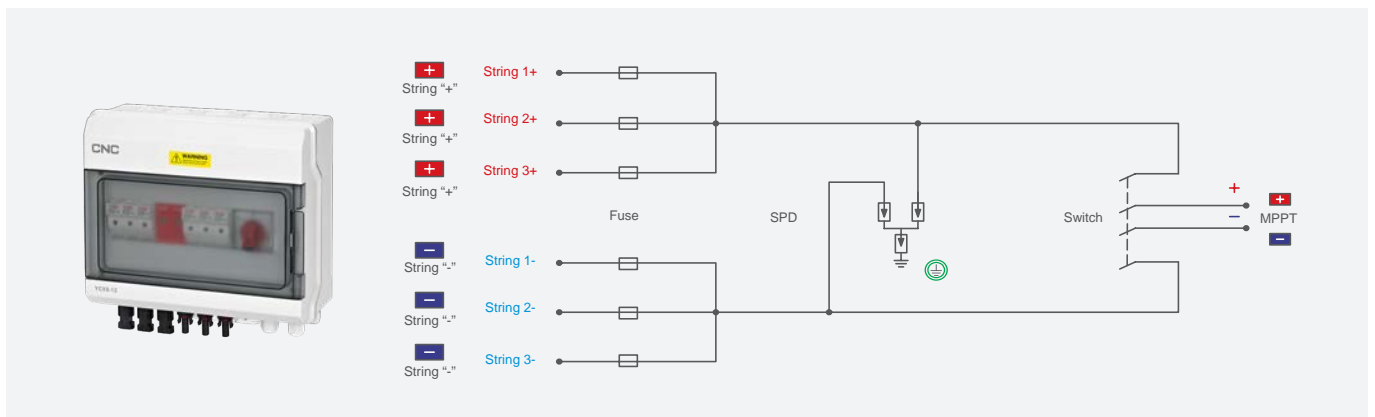 CNC
WARNING
YCX8-13
String "+"
String 1+
String "+"
String 2+
String "+"
String 3+
Fuse
SPD
Switch
+
−
MPPT
String "-"
String 1-
String "-"
String 2-
String "-"
String 3-